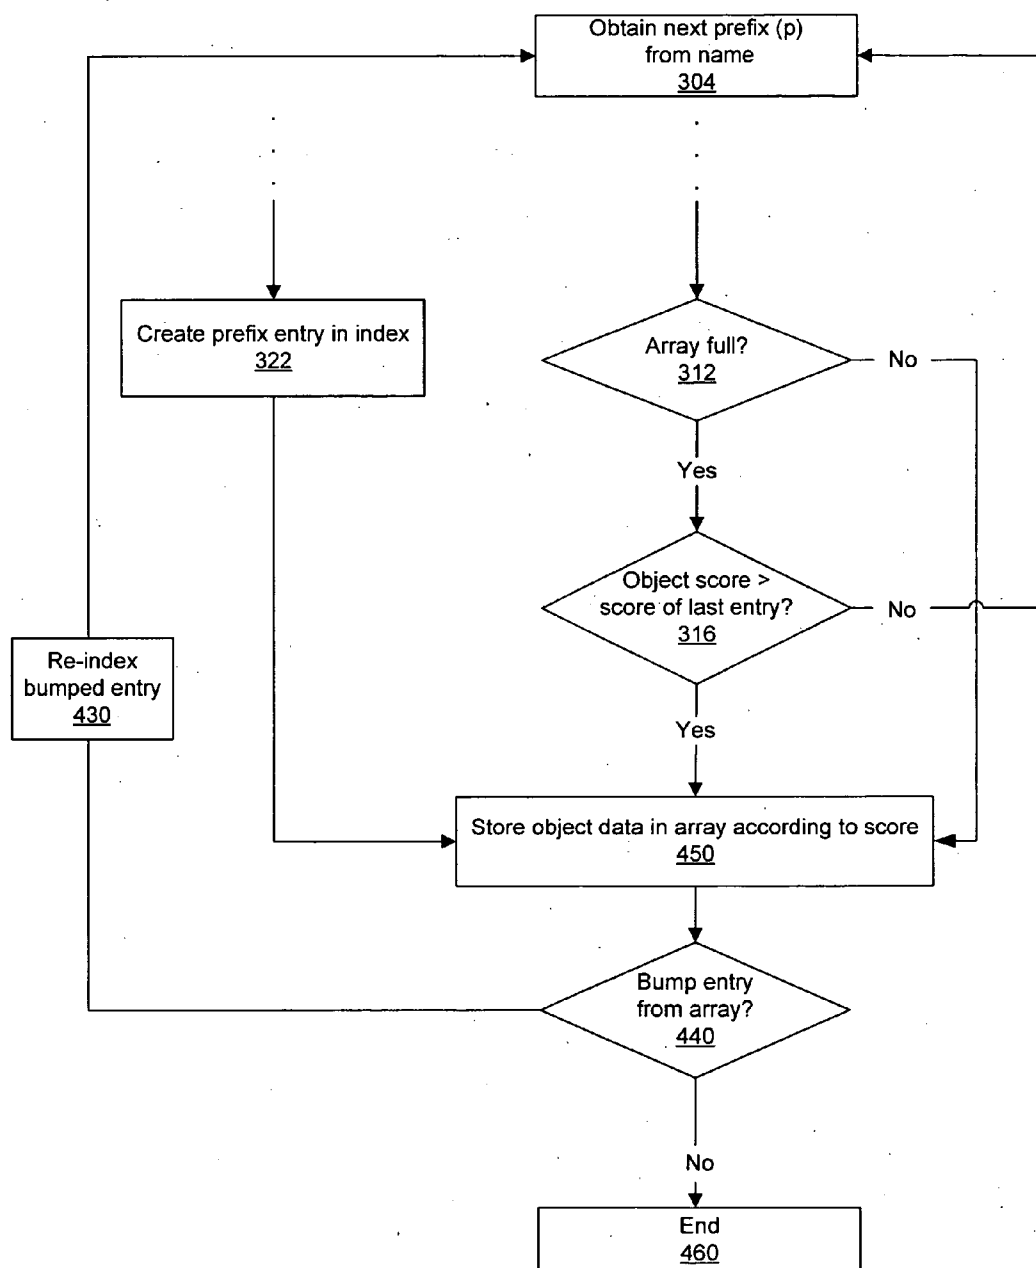 Obtain next prefix (p)
from name
304
Create prefix entry in index
322
Array full?
312
No
Yes
Object score >
score of last entry?
316
No
Re-index
bumped entry
430
Yes
Store object data in array according to score
450
Bump entry
from array?
440
No
End
460